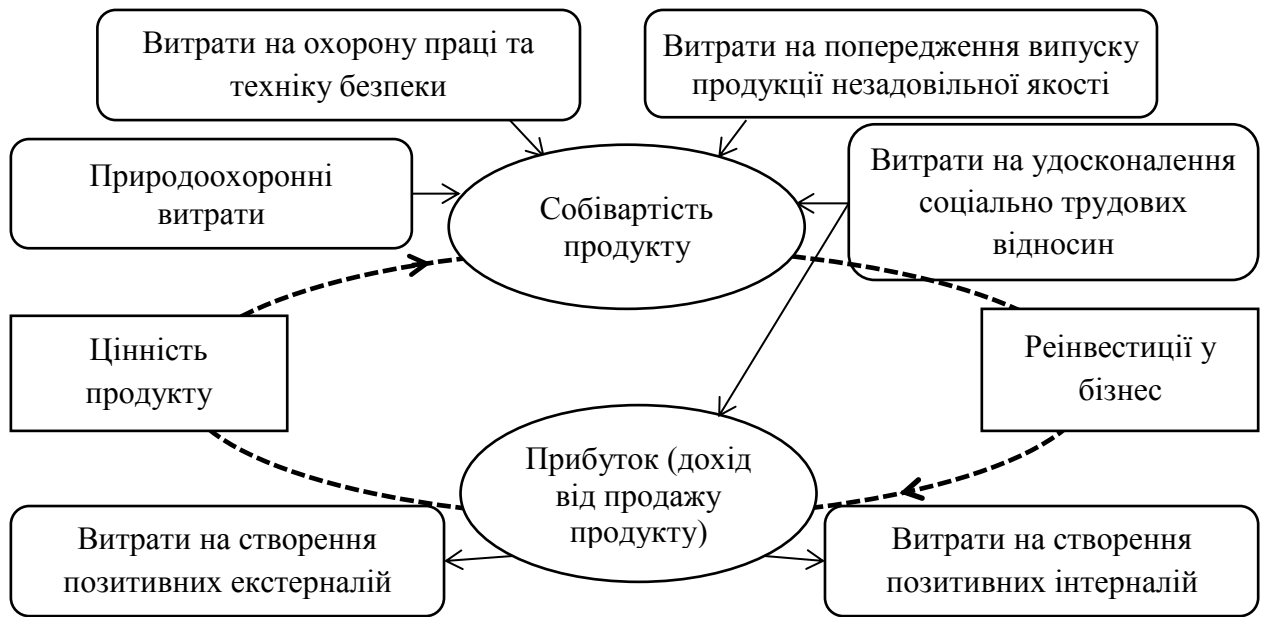 Витрати на охорону праці та
техніку безпеки
Витрати на попередження випуску
продукції незадовільної якості
Природоохоронні
витрати
Собівартість
продукту
Витрати на удосконалення
соціально трудових
відносин
Цінність
продукту
Реінвестиції у
бізнес
Прибуток (дохід
від продажу
продукту)
Витрати на створення
позитивних екстерналій
Витрати на створення
позитивних інтерналій